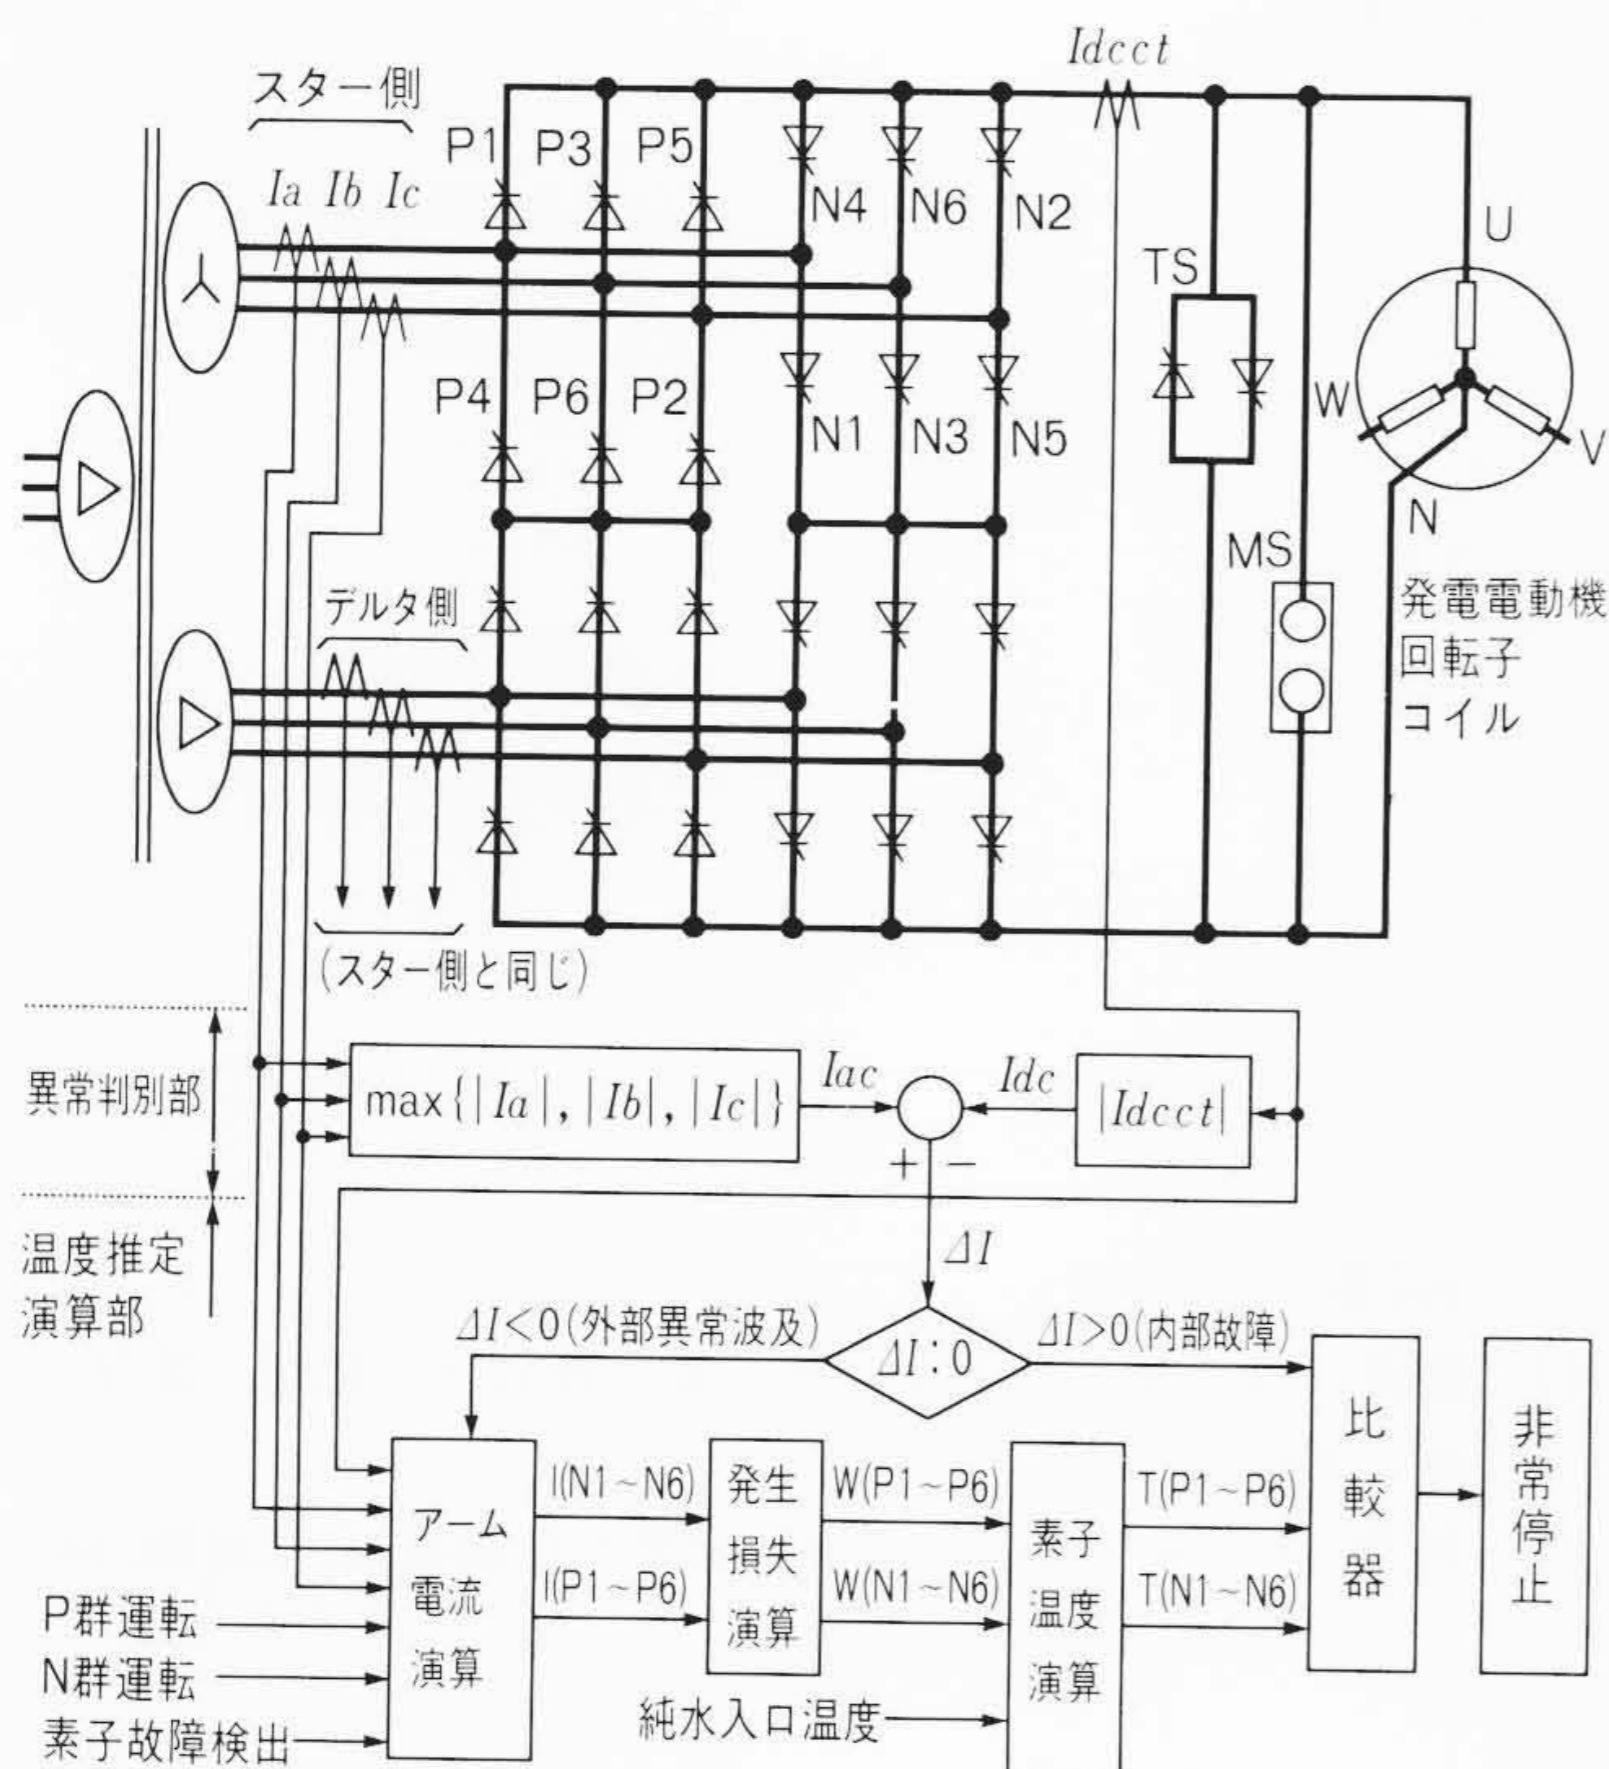 Idcct
スター側
P1 P3 P5
Ia Ib Ic
N4 N6 N2
U
TS
P4 P6 P2
W
N1 N3 N5
V
N
MS
デルタ側
発電電動機
回転子
コイル
(スター側と同じ)
異常判別部
max{|Ia|, |Ib|, |Ic|}
Iac
Idc
|Idcct|
+ −
温度推定
演算部
ΔI
ΔI<0(外部異常波及)
ΔI:0
ΔI>0(内部故障)
アーム
電流
演算
I(N1~N6)
I(P1~P6)
発生
損失
演算
W(P1~P6)
W(N1~N6)
素子
温度
演算
T(P1~P6)
T(N1~N6)
比較器
非常停止
P群運転
N群運転
素子故障検出
純水入口温度